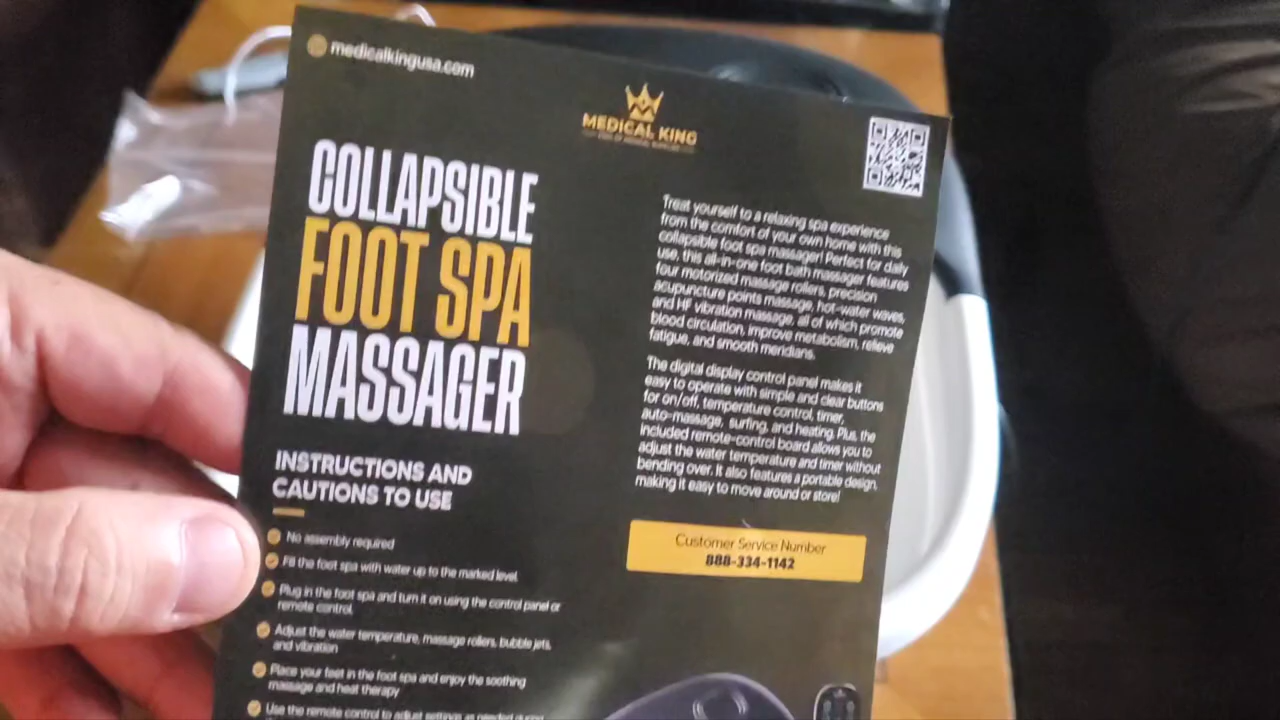 medicalkingusa.com
MEDICAL KING
COLLAPSIBLE
FOOT SPA
MASSAGER
INSTRUCTIONS AND
CAUTIONS TO USE
No assembly required
Fill the foot spa with water up to the marked level.
Plug in the foot spa and turn it on using the control panel or
remote control.
Adjust the water temperature, massage rollers, bubble jets,
and vibration
Place your feet in the foot spa and enjoy the soothing
massage and heat therapy
Use the remote control to adjust settings as needed during
Treat yourself to a relaxing spa experience
from the comfort of your own home with this
collapsible foot spa massager! Perfect for daily
use, this all-in-one foot bath massager features
four motorized massage rollers, precision
acupuncture points massage, hot-water waves,
and HF vibration massage, all of which promote
blood circulation, improve metabolism, relieve
fatigue, and smooth meridians.
The digital display control panel makes it
easy to operate with simple and clear buttons
for on/off, temperature control, timer,
auto-massage, surfing, and heating. Plus, the
included remote-control board allows you to
adjust the water temperature and timer without
bending over. It also features a portable design,
making it easy to move around or store!
Customer Service Number
888-334-1142